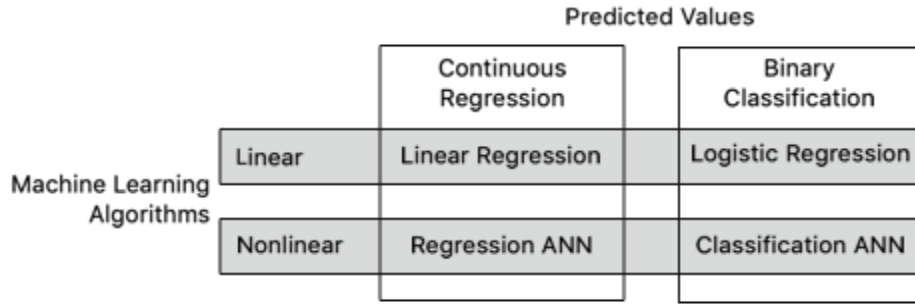 Predicted Values
Continuous
Regression
Binary
Classification
Linear
Linear Regression
Logistic Regression
Machine Learning
Algorithms
Nonlinear
Regression ANN
Classification ANN